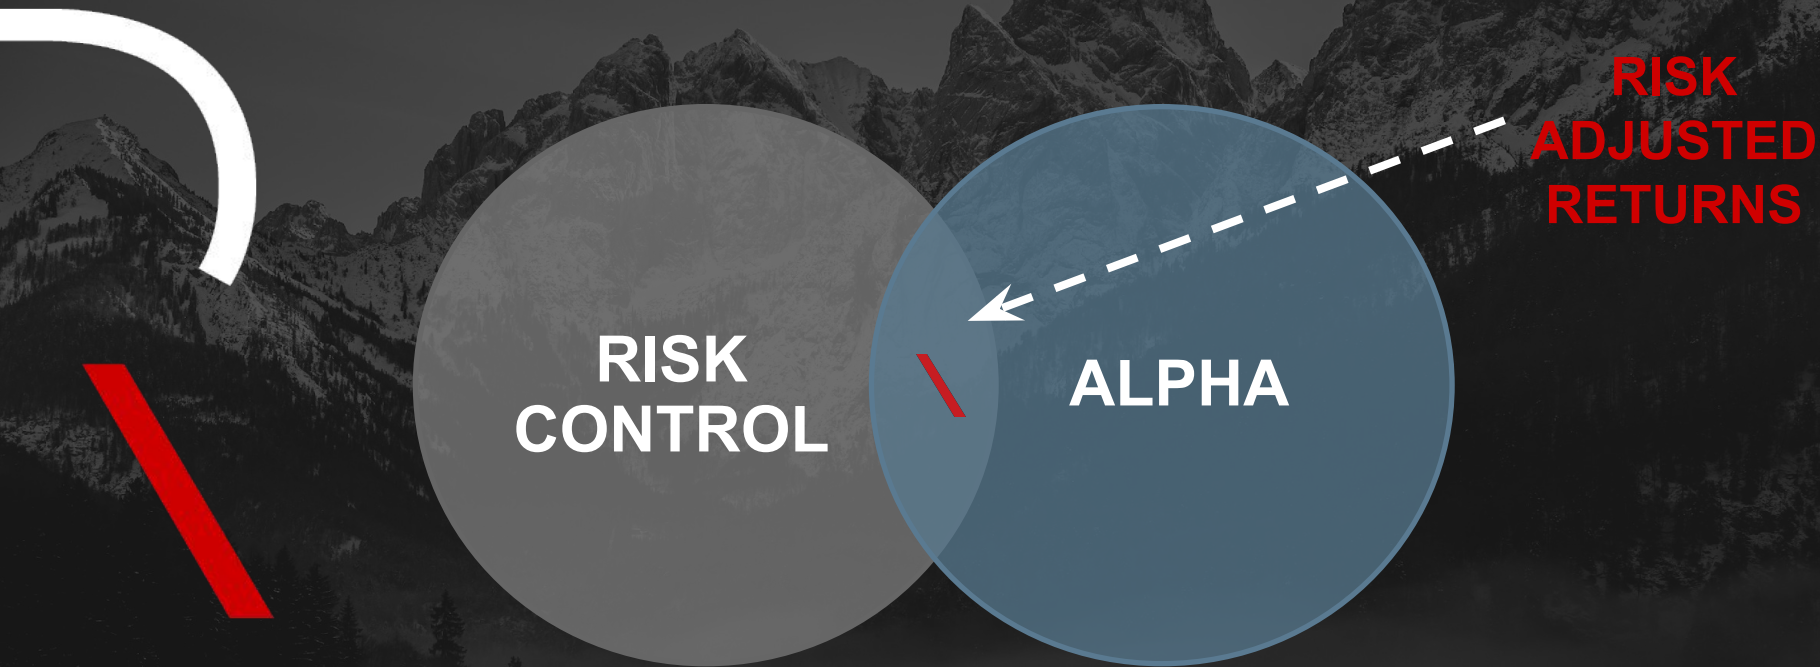 RISK
ADJUSTED
RETURNS
RISK
CONTROL
ALPHA